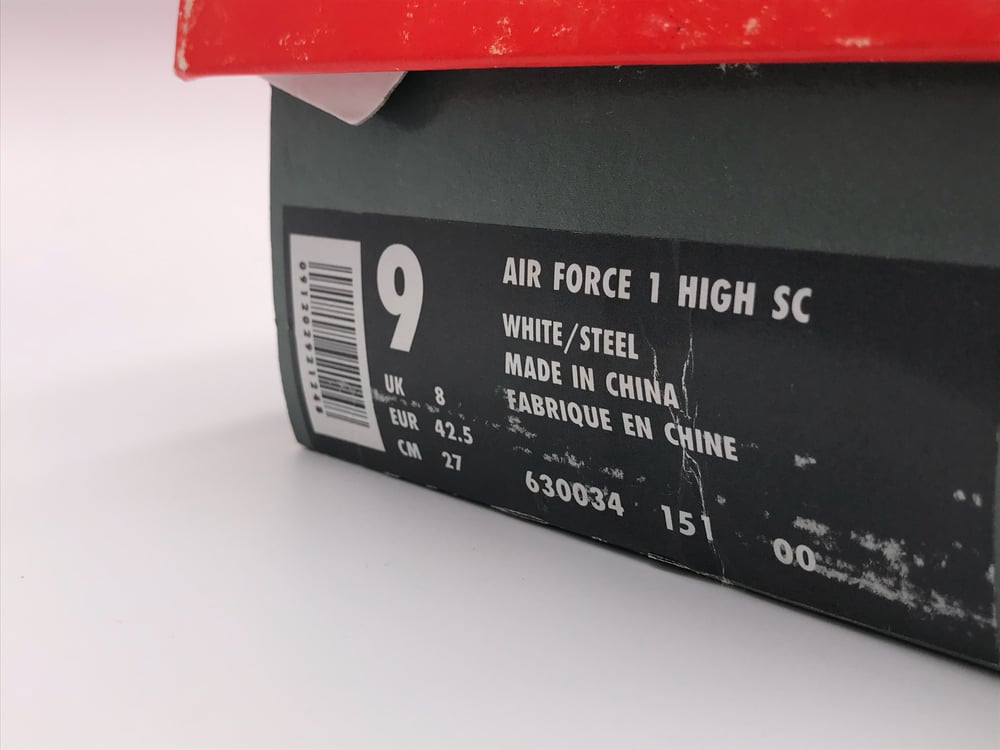 091202921248
9
UK 8
EUR 42.5
CM 27
AIR FORCE 1 HIGH SC
WHITE/STEEL
MADE IN CHINA
FABRIQUE EN CHINE
630034 151 00